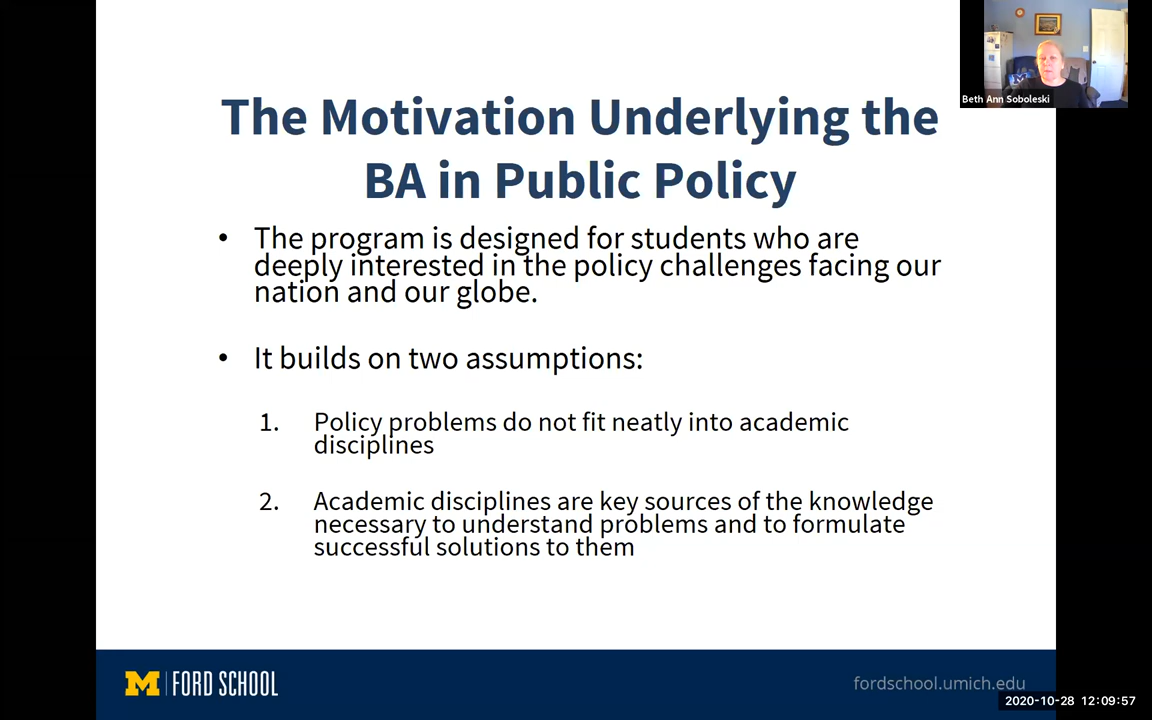 Beth Ann Soboleski
The Motivation Underlying the
BA in Public Policy
• The program is designed for students who are
deeply interested in the policy challenges facing our
nation and our globe.
• It builds on two assumptions:
1. Policy problems do not fit neatly into academic
disciplines
2. Academic disciplines are key sources of the knowledge
necessary to understand problems and to formulate
successful solutions to them
M | FORD SCHOOL
fordschool.umich.edu
2020-10-28 12:09:57